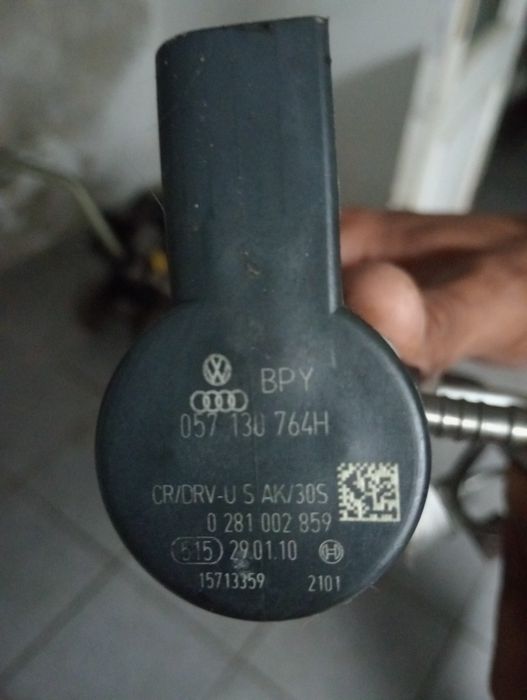 BPY
057 130 764H
CR/DRV-U S AK/30S
0 281 002 859
515 29.01.10
15713359 2101